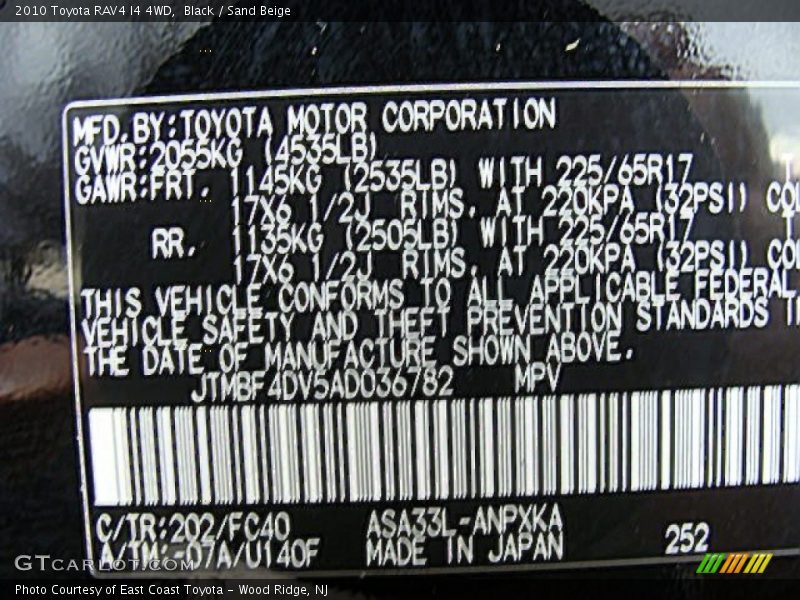 2010 Toyota RAV4 I4 4WD, Black / Sand Beige
MFD.BY:TOYOTA MOTOR CORPORATION
GVWR:2055KG (4535LB)
GAWR:FRT. 1145KG (2535LB) WITH 225/65R17
17X6 1/2J RIMS, AT 220KPA (32PSI) COL
RR. 1135KG (2505LB) WITH 225/65R17
17X6 1/2J RIMS, AT 220KPA (32PSI) COL
THIS VEHICLE CONFORMS TO ALL APPLICABLE FEDERAL
VEHICLE SAFETY AND THEFT PREVENTION STANDARDS I
THE DATE OF MANUFACTURE SHOWN ABOVE.
JTMBF4DV5AD036782 MPV
C/TR:202/FC40 ASA33L-ANPXKA
A/TM:-07A/U140F MADE IN JAPAN 252
GTcarlot.com
Photo Courtesy of East Coast Toyota - Wood Ridge, NJ